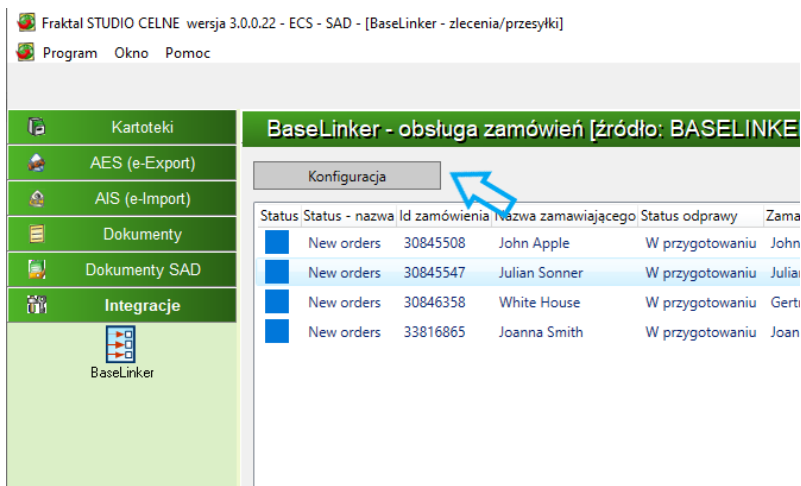 Fraktal STUDIO CELNE wersja 3.0.0.22 - ECS - SAD - [BaseLinker - zlecenia/przesyłki]
Program Okno Pomoc
Kartoteki
AES (e-Export)
AIS (e-Import)
Dokumenty
Dokumenty SAD
Integracje
BaseLinker
BaseLinker - obsługa zamówień [źródło: BASELINKE
Konfiguracja
Status Status - nazwa Id zamówienia Nazwa zamawiającego Status odprawy Zama
New orders 30845508 John Apple W przygotowaniu John
New orders 30845547 Julian Sonner W przygotowaniu Julia
New orders 30846358 White House W przygotowaniu Gert
New orders 33816865 Joanna Smith W przygotowaniu Joan